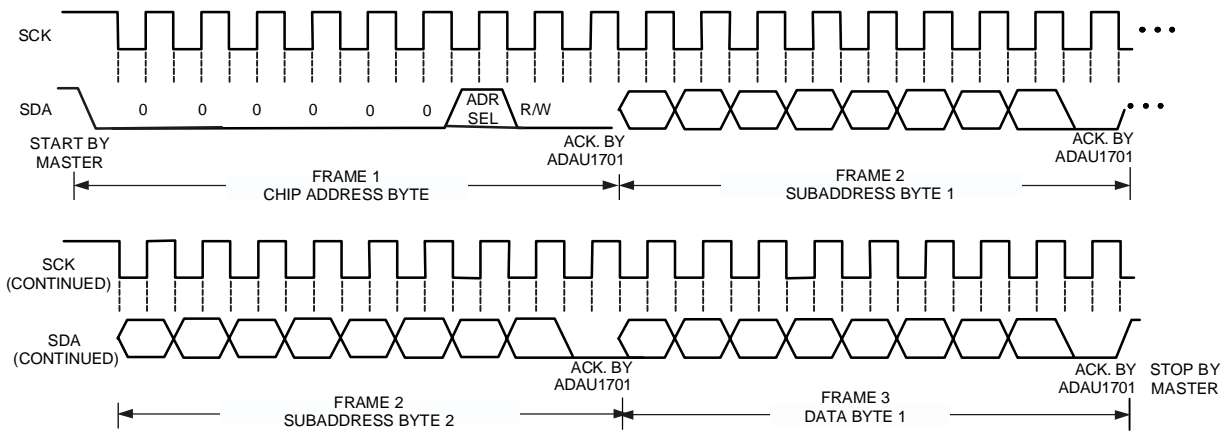 SCK
SDA
0 0 0 0 0 0 ADR SEL R/W
START BY MASTER
ACK. BY ADAU1701
ACK. BY ADAU1701
FRAME 1
CHIP ADDRESS BYTE
FRAME 2
SUBADDRESS BYTE 1
SCK
(CONTINUED)
SDA
(CONTINUED)
ACK. BY ADAU1701
ACK. BY ADAU1701
STOP BY MASTER
FRAME 2
SUBADDRESS BYTE 2
FRAME 3
DATA BYTE 1